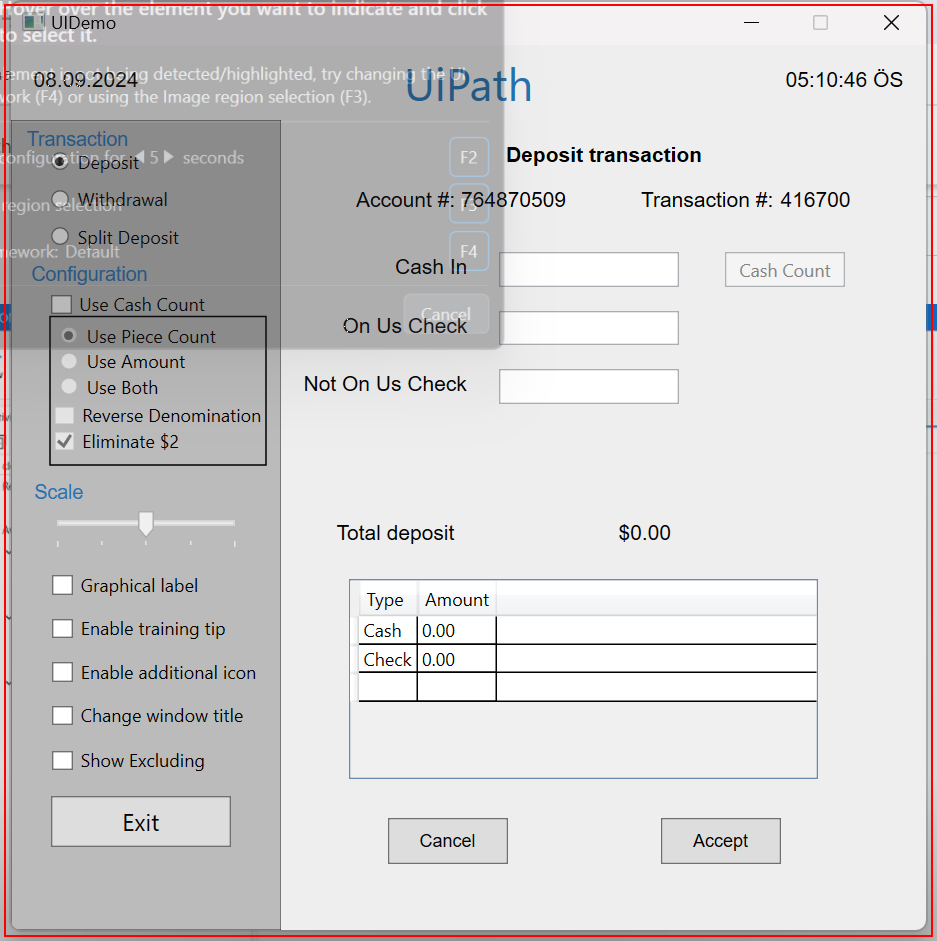 over over the element you want to indicate and click
UIDemo
to select it.
ement is not being detected/highlighted, try changing the UI
08.09.2024
UiPath
05:10:46 ÖS
work (F4) or using the Image region selection (F3).
Transaction
configuration for 5 seconds
F2
Deposit
Deposit transaction
Withdrawal
region selection
F3
Account #: 764870509
Transaction #: 416700
Split Deposit
mework: Default
F4
Configuration
Cash In
Cash Count
Use Cash Count
Cancel
On Us Check
Use Piece Count
Use Amount
Use Both
Not On Us Check
Reverse Denomination
Eliminate $2
Scale
Total deposit
$0.00
Graphical label
Type Amount
Enable training tip
Cash 0.00
Check 0.00
Enable additional icon
Change window title
Show Excluding
Exit
Cancel
Accept